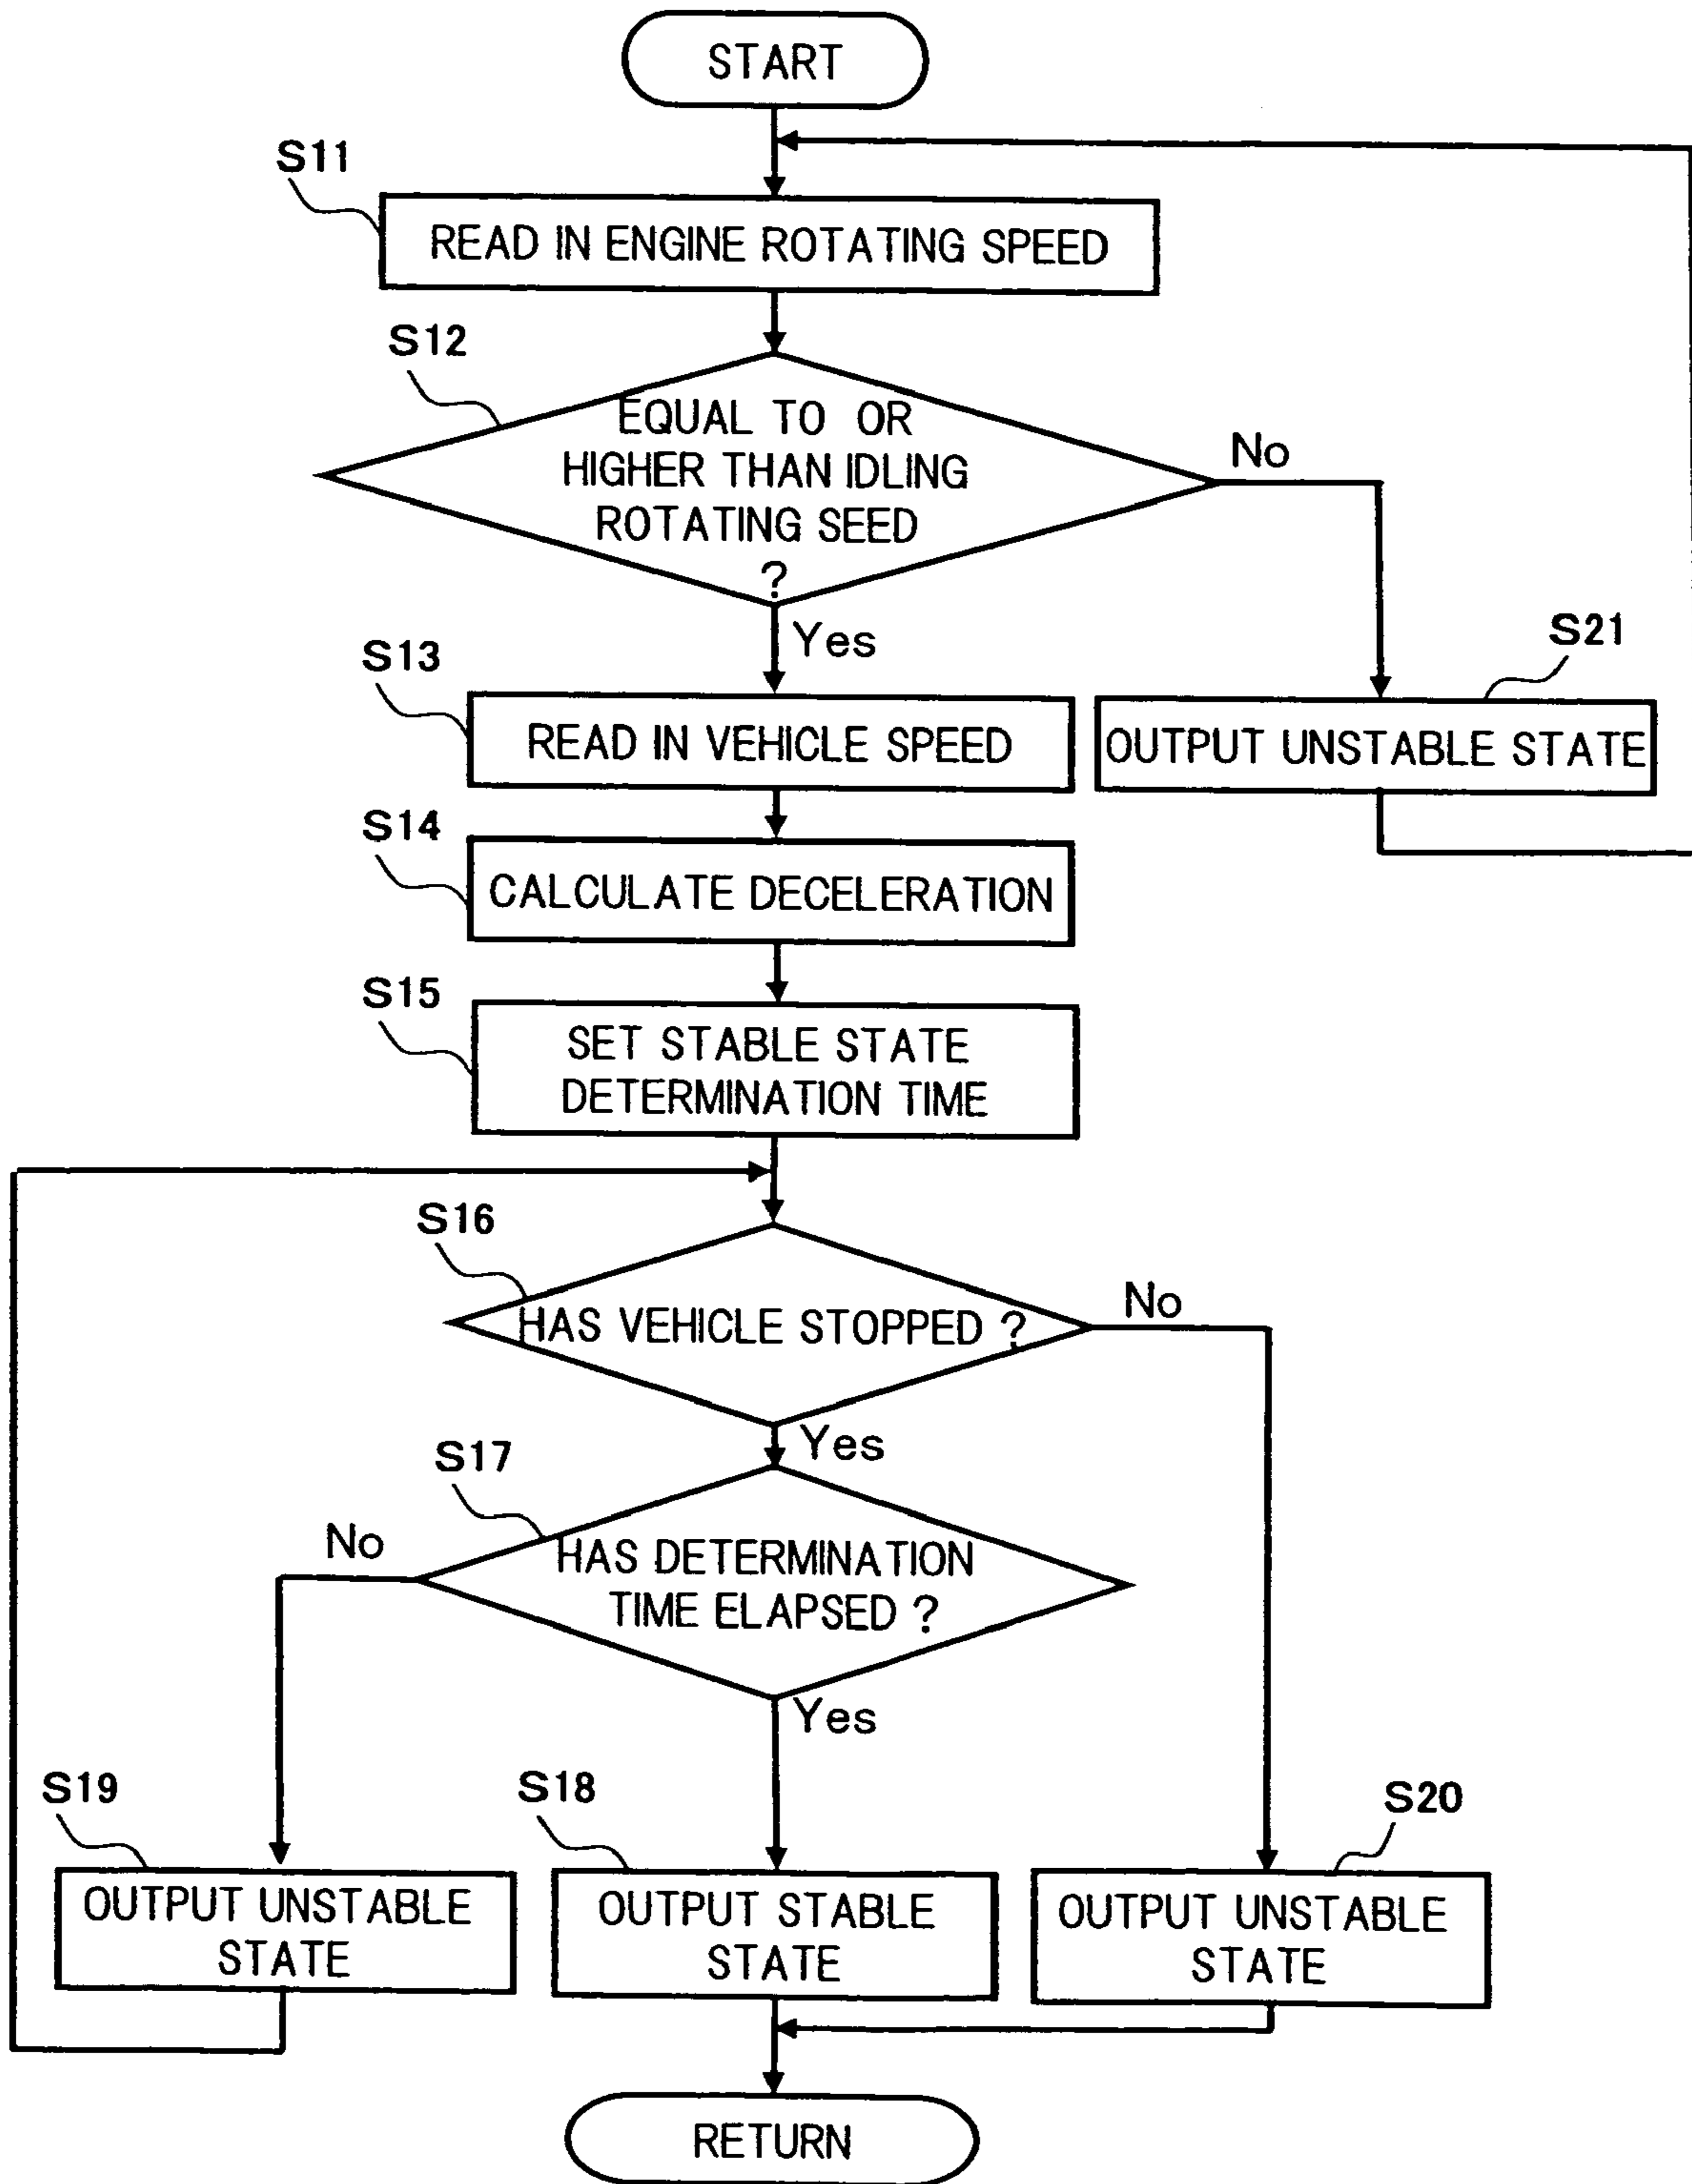 START
S11
READ IN ENGINE ROTATING SPEED
S12
EQUAL TO OR
HIGHER THAN IDLING
ROTATING SEED
?
No
Yes
S13
READ IN VEHICLE SPEED
S21
OUTPUT UNSTABLE STATE
S14
CALCULATE DECELERATION
S15
SET STABLE STATE
DETERMINATION TIME
S16
HAS VEHICLE STOPPED ?
No
Yes
S17
HAS DETERMINATION
TIME ELAPSED ?
No
Yes
S19
OUTPUT UNSTABLE
STATE
S18
OUTPUT STABLE
STATE
S20
OUTPUT UNSTABLE
STATE
RETURN